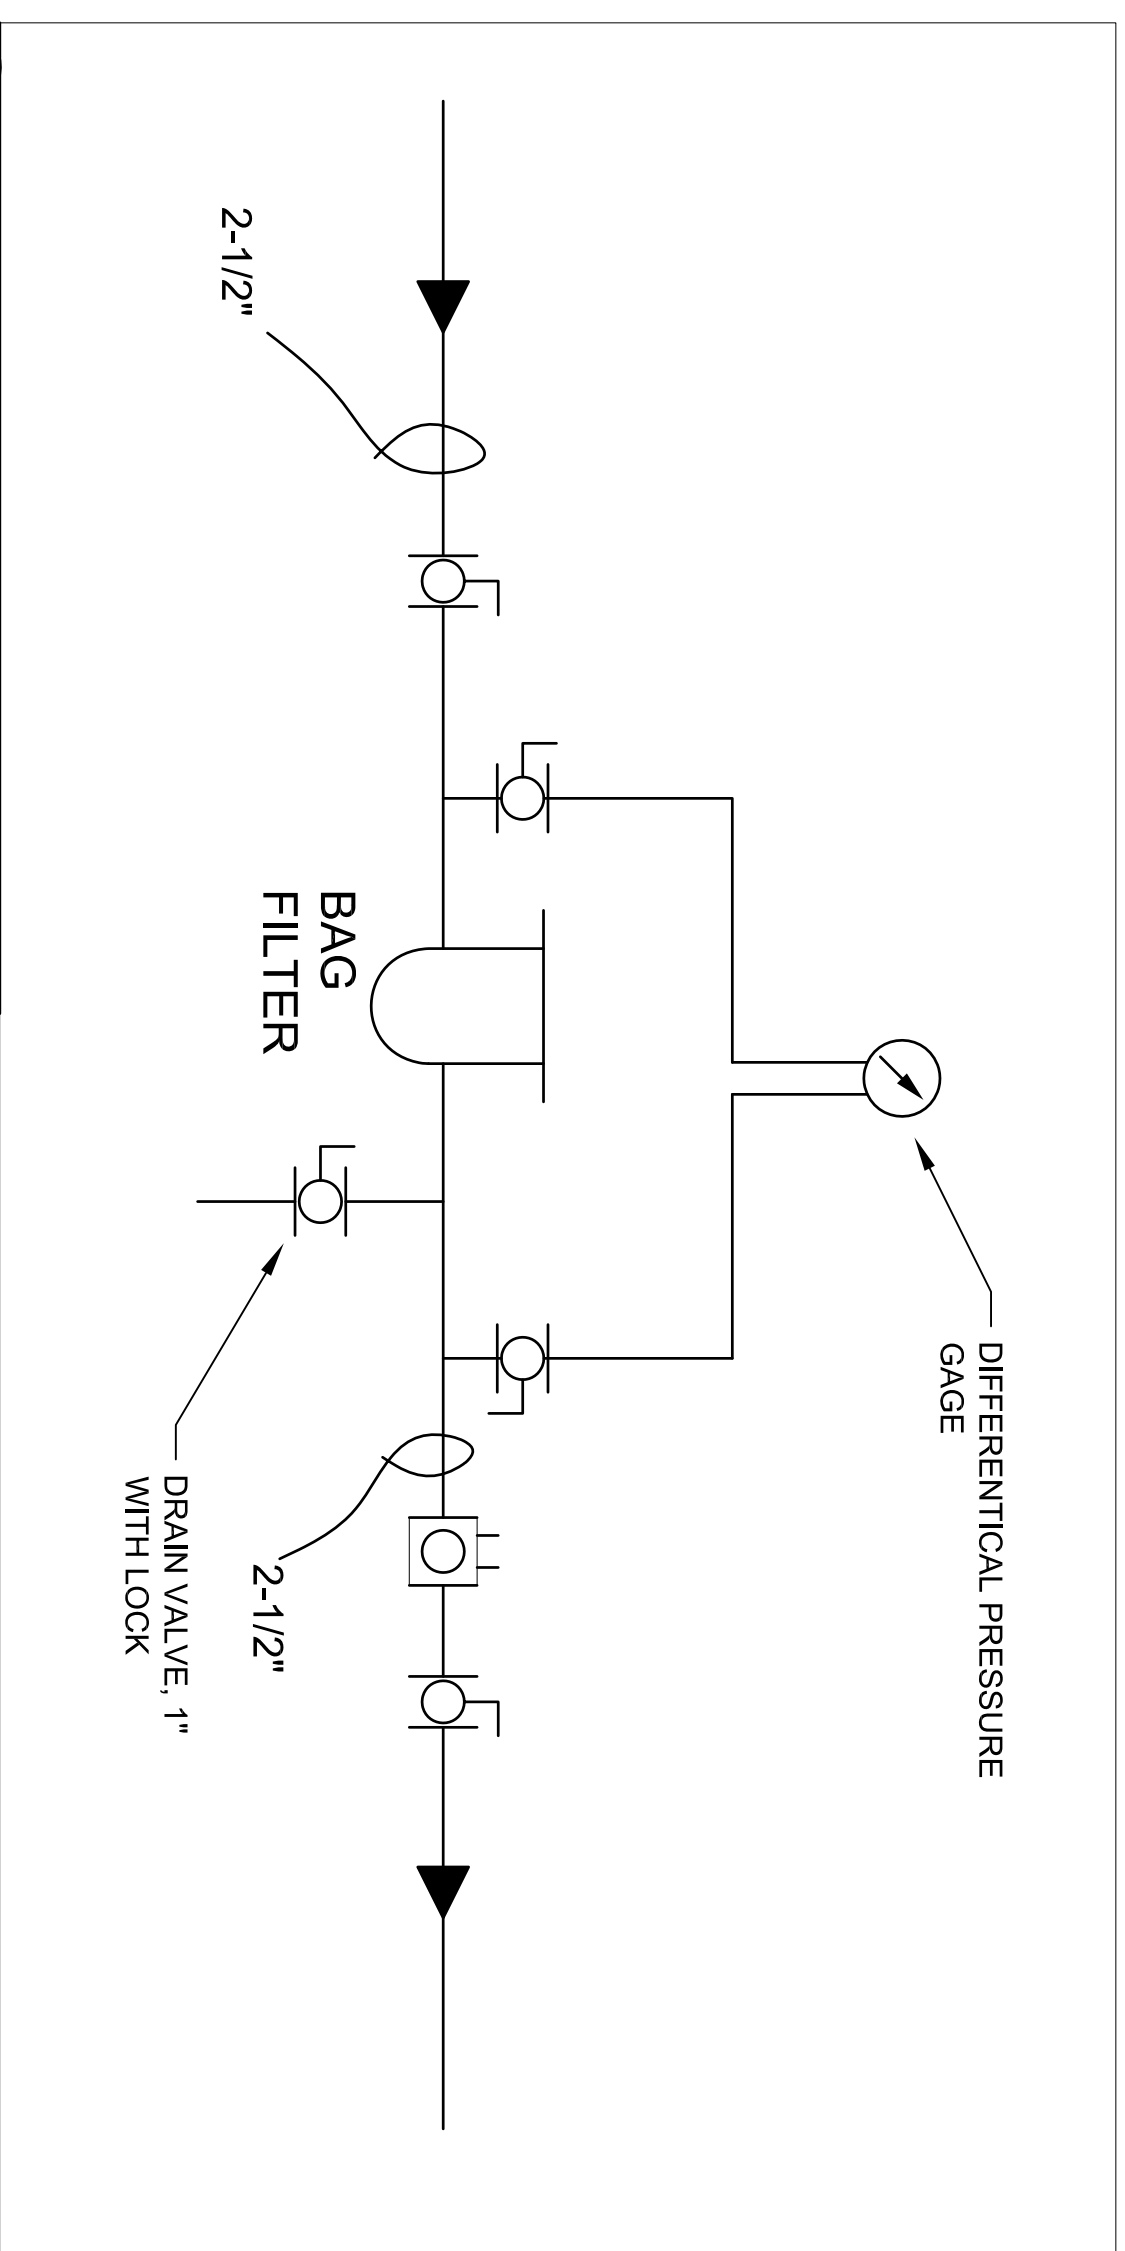 DIFFERENTICAL PRESSURE
GAGE
2-1/2"
BAG
FILTER
2-1/2"
DRAIN VALVE, 1"
WITH LOCK